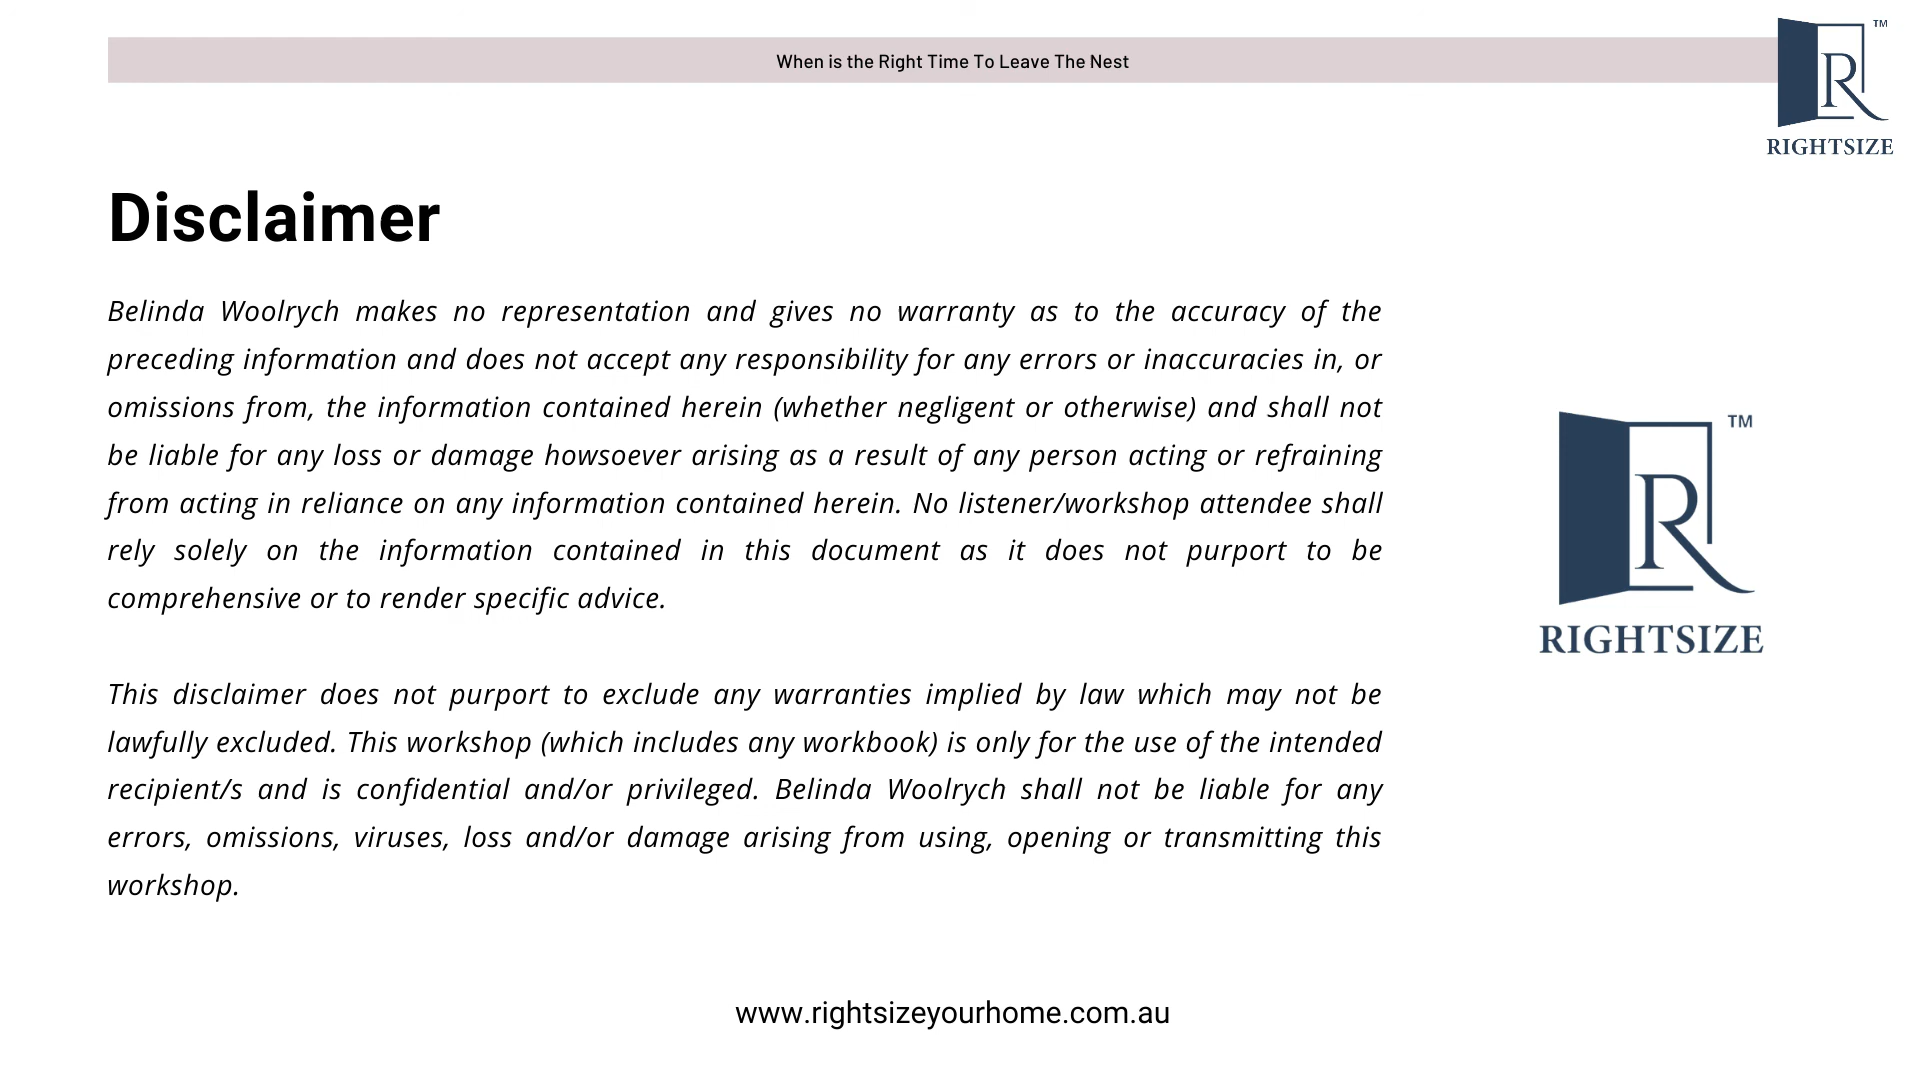 When is the Right Time To Leave The Nest
TM
R
RIGHTSIZE
Disclaimer
Belinda Woolrych makes no representation and gives no warranty as to the accuracy of the
preceding information and does not accept any responsibility for any errors or inaccuracies in, or
omissions from, the information contained herein (whether negligent or otherwise) and shall not
be liable for any loss or damage howsoever arising as a result of any person acting or refraining
from acting in reliance on any information contained herein. No listener/workshop attendee shall
rely solely on the information contained in this document as it does not purport to be
comprehensive or to render specific advice.
This disclaimer does not purport to exclude any warranties implied by law which may not be
lawfully excluded. This workshop (which includes any workbook) is only for the use of the intended
recipient/s and is confidential and/or privileged. Belinda Woolrych shall not be liable for any
errors, omissions, viruses, loss and/or damage arising from using, opening or transmitting this
workshop.
TM
R
RIGHTSIZE
www.rightsizeyourhome.com.au